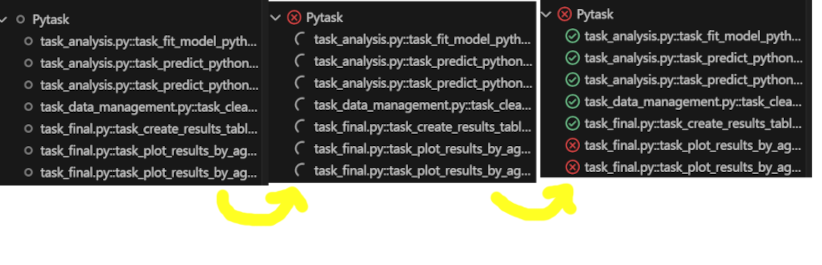 Pytask
task_analysis.py::task_fit_model_pyth...
task_analysis.py::task_predict_python...
task_analysis.py::task_predict_python...
task_data_management.py::task_clea...
task_final.py::task_create_results_tabl...
task_final.py::task_plot_results_by_ag...
task_final.py::task_plot_results_by_ag...
Pytask
task_analysis.py::task_fit_model_pyth...
task_analysis.py::task_predict_python...
task_analysis.py::task_predict_python...
task_data_management.py::task_clea...
task_final.py::task_create_results_tabl...
task_final.py::task_plot_results_by_ag...
task_final.py::task_plot_results_by_ag...
Pytask
task_analysis.py::task_fit_model_pyth...
task_analysis.py::task_predict_python...
task_analysis.py::task_predict_python...
task_data_management.py::task_clea...
task_final.py::task_create_results_tabl...
task_final.py::task_plot_results_by_ag...
task_final.py::task_plot_results_by_ag...